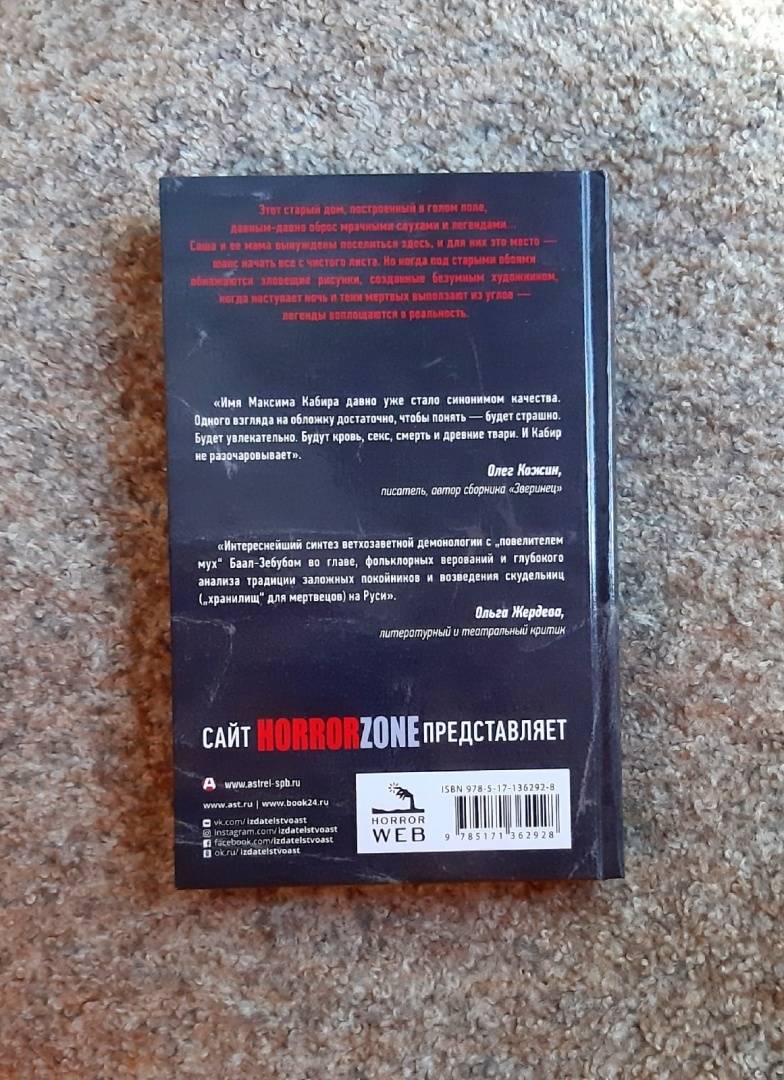 Этот старый дом, построенный в голом поле,
давным-давно оброс мрачными слухами и легендами...
Саша и ее мама вынуждены поселиться здесь, и для них это место —
шанс начать все с чистого листа. Но когда под старыми обоями
обнажаются зловещие рисунки, созданные безумным художником,
когда наступает ночь и тени мертвых выползают из углов —
легенды воплощаются в реальность.
«Имя Максима Кабира давно уже стало синонимом качества.
Одного взгляда на обложку достаточно, чтобы понять — будет страшно.
Будет увлекательно. Будут кровь, секс, смерть и древние твари. И Кабир
не разочаровывает».
Олег Кожин,
писатель, автор сборника «Зверинец»
«Интереснейший синтез ветхозаветной демонологии с „повелителем
мух“ Баал-Зебубом во главе, фольклорных верований и глубокого
анализа традиции заложных покойников и возведения скудельниц
(„хранилищ“ для мертвецов) на Руси».
Ольга Жердева,
литературный и театральный критик
САЙТ HORRORZONE ПРЕДСТАВЛЯЕТ
www.astrel-spb.ru
www.ast.ru | www.book24.ru
vk.com/izdatelstvoast
instagram.com/izdatelstvoast
facebook.com/izdatelstvoast
ok.ru/izdatelstvoast
HORROR
WEB
ISBN 978-5-17-136292-8
9 785171 362928